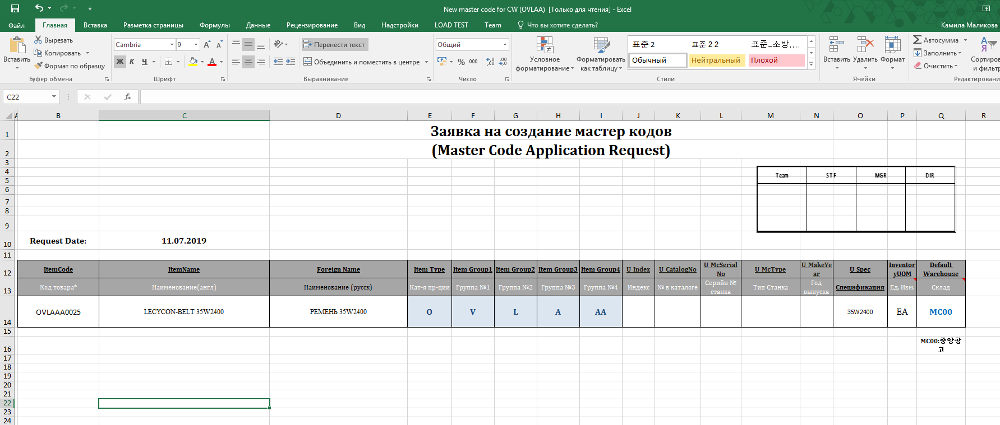 New master code for CW (OVLAA)  [Только для чтения] - Excel
Файл Главная Вставка Разметка страницы Формулы Данные Рецензирование Вид Надстройки LOAD TEST Team Что вы хотите сделать? Камила Маликова
Вставить
Вырезать
Копировать
Формат по образцу
Буфер обмена
Cambria 9
Ж К Ч
Шрифт
Перенести текст
Объединить и поместить в центре
Выравнивание
Общий
% 000
Число
Условное форматирование
Форматировать как таблицу
표준 2 표준 2 2 표준_소방....
Обычный Нейтральный Плохой
Стили
Вставить Удалить Формат
Ячейки
Автосумма
Заполнить
Очистить
Сортиров
и фильтр
Редактировани
C22 fx
A B C D E F G H I J K L M N O P Q R
1 Заявка на создание мастер кодов
2 (Master Code Application Request)
3
4
5 Team STF MGR DIR
6
7
8
9
10 Request Date: 11.07.2019
11
12 ItemCode ItemName Foreign Name Item Type Item Group1 Item Group2 Item Group3 Item Group4 U_Index U_CatalogNo U_McSerialNo U_McType U_MakeYear U_Spec InventoryUOM Default Warehouse
13 Код товара* Наименование(англ) Наименование (русск) Кат-я пр-ции Группа №1 Группа №2 Группа №3 Группа №4 Индекс № в каталоге Серийн № станка Тип Станка Год выпуска Спецификация Ед. Изм. Склад
14 OVLAAA0025 LECYCON-BELT 35W2400 РЕМЕНЬ 35W2400 O V L A AA 35W2400 EA MC00
15
16 MC00:중앙창고
17
18
19
20
21
22
23
24